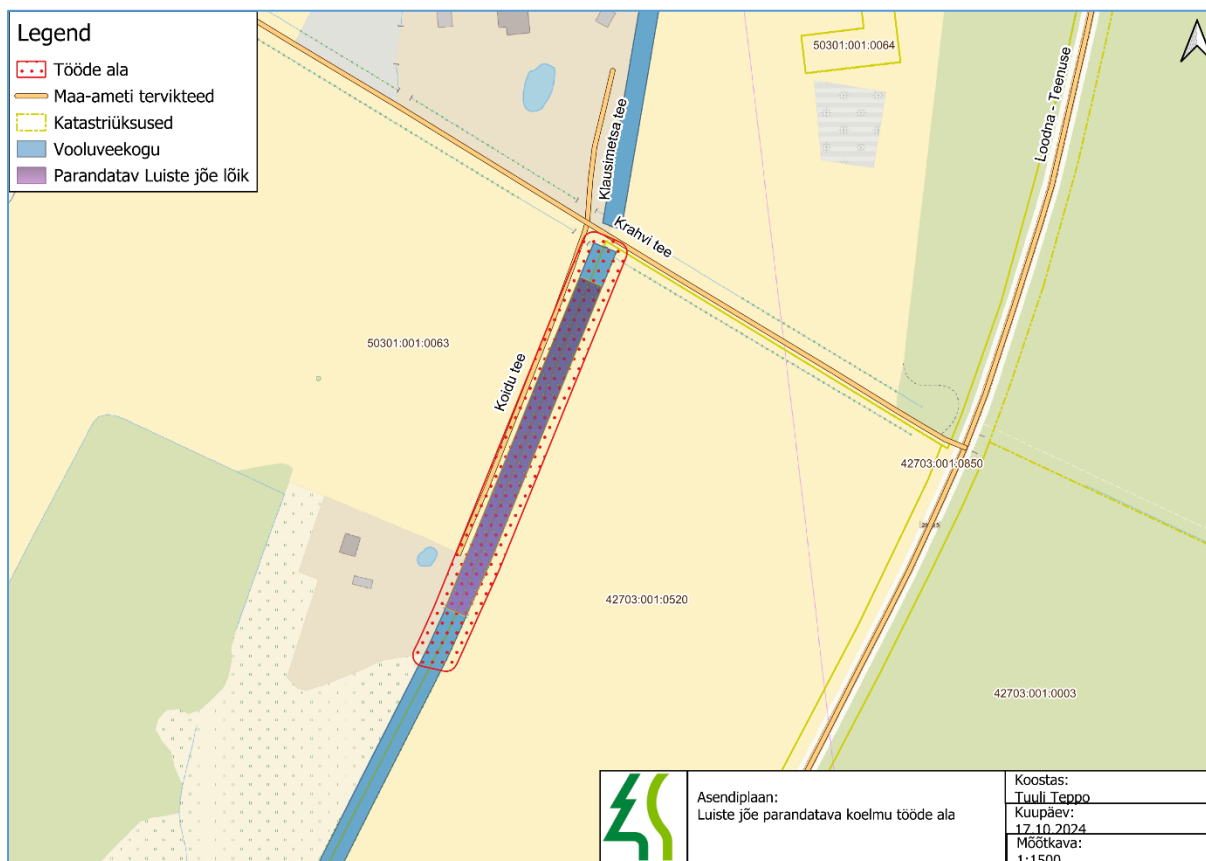 Legend
Tööde ala
Maa-ameti tervikteed
Katastriüksused
Vooluveekogu
Parandatav Luiste jõe lõik
50301:001:0064
Klausimetsa tee
Krahvi tee
Loodna - Teenuse
50301:001:0063
Koidu tee
42703:001:0850
42703:001:0520
42703:001:0003
Asendiplaan:
Luiste jõe parandatava koelmu tööde ala
Koostas:
Tuuli Teppo
Kuupäev:
17.10.2024
Mõõtkava:
1:1500